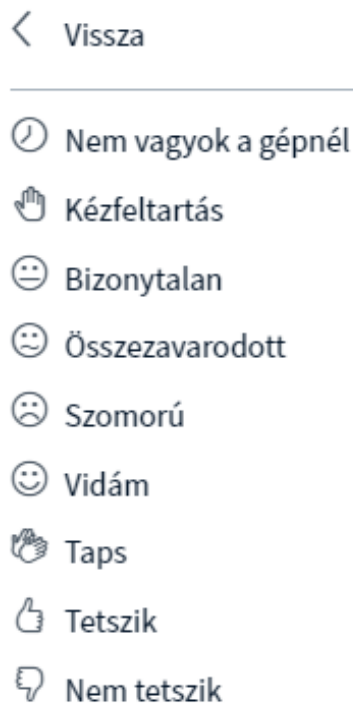 Vissza
Nem vagyok a gépnél
Kézfeltartás
Bizonytalan
Összezavarodott
Szomorú
Vidám
Taps
Tetszik
Nem tetszik